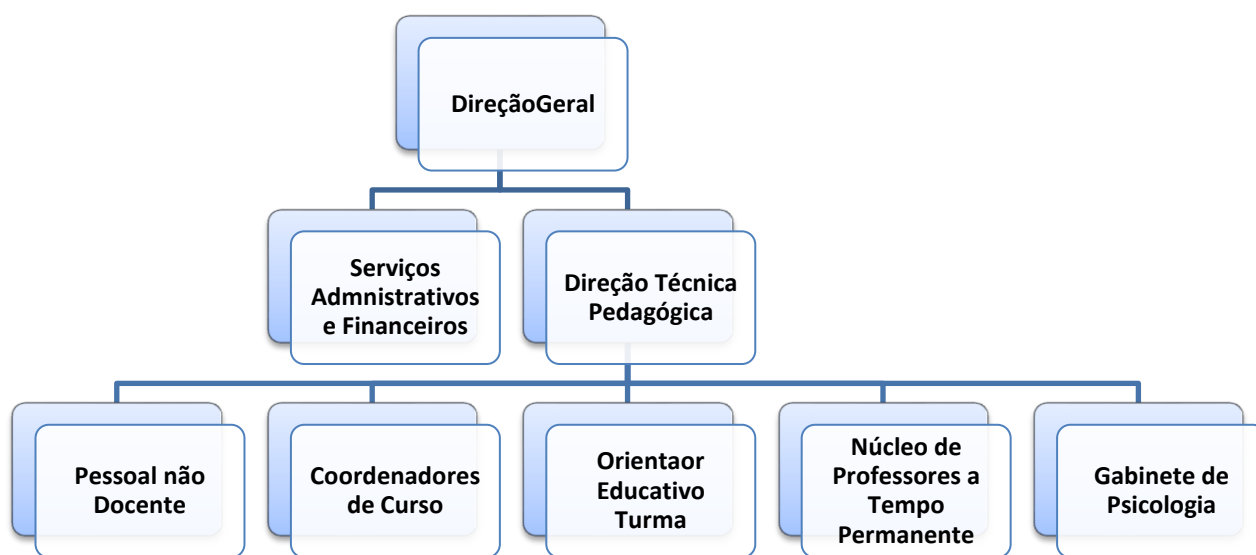 DireçãoGeral
Serviços
Admnistrativos
e Financeiros
Direção Técnica
Pedagógica
Pessoal não
Docente
Coordenadores
de Curso
Orientaor
Educativo
Turma
Núcleo de
Professores a
Tempo
Permanente
Gabinete de
Psicologia